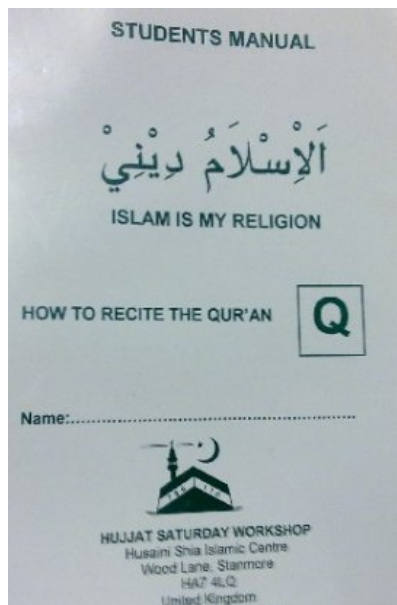 STUDENTS MANUAL
اَلْاِسْلَامُ دِيْنِيْ
ISLAM IS MY RELIGION
HOW TO RECITE THE QUR'AN Q
Name:......................................................
HUJJAT SATURDAY WORKSHOP
Husaini Shia Islamic Centre
Wood Lane, Stanmore
HA7 4LQ
United Kingdom